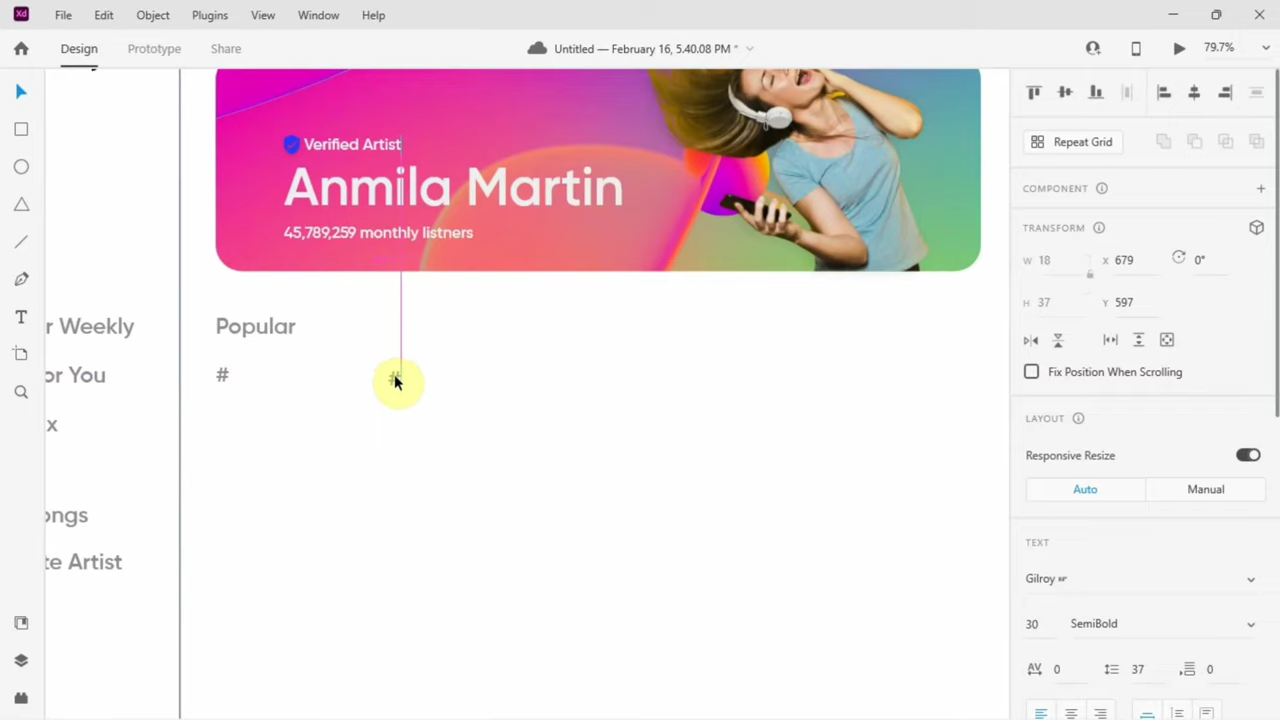 Xd File Edit Object Plugins View Window Help
Design Prototype Share Untitled — February 16, 5.40.08 PM * 79.7%
Verified Artist
Anmila Martin
45,789,259 monthly listners
r Weekly
or You
x
ongs
te Artist
Popular
# #
Repeat Grid
COMPONENT
TRANSFORM
W 18 X 679 0°
H 37 Y 597
Fix Position When Scrolling
LAYOUT
Responsive Resize
Auto Manual
TEXT
Gilroy
30 SemiBold
AV 0 37 0